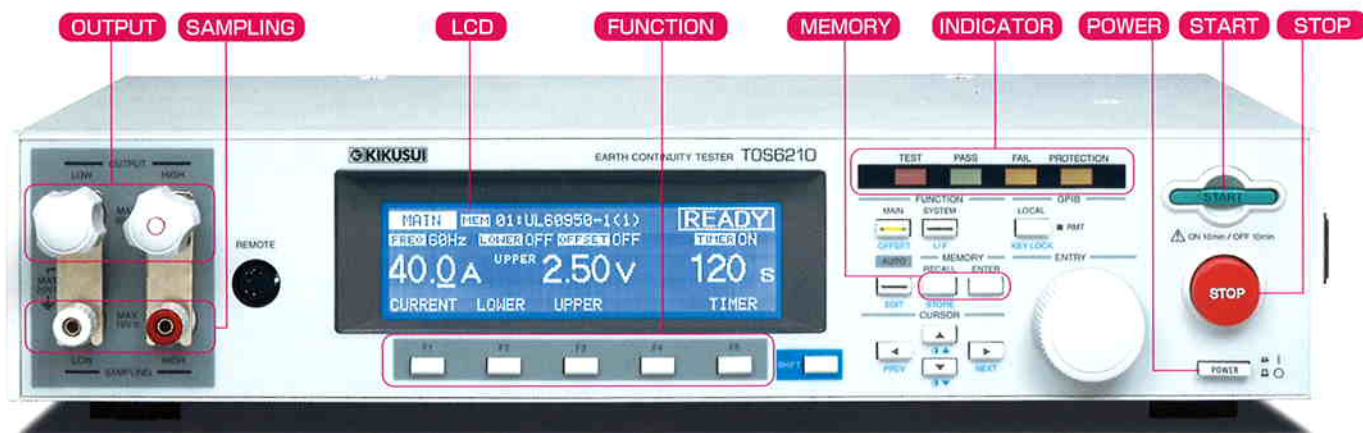 OUTPUT SAMPLING LCD FUNCTION MEMORY INDICATOR POWER START STOP
KIKUSUI
EARTH CONTINUITY TESTER TOS6210
OUTPUT
LOW HIGH
REMOTE
LOW HIGH
SAMPLING
MAIN MEM 01:UL60950-1(1) READY
FREQ 60Hz LOWER OFF OFFSET OFF TIMER ON
40.0 A UPPER 2.50 V 120 s
CURRENT LOWER UPPER TIMER
F1 F2 F3 F4 F5
SHIFT
TEST PASS FAIL PROTECTION
FUNCTION GPIB
MAIN SYSTEM LOCAL
RMT
OFFSET I/F KEY LOCK
AUTO MEMORY ENTRY
RECALL ENTER
EDIT STORE
CURSOR
PREV NEXT
START
ON 10min / OFF 10min
STOP
POWER